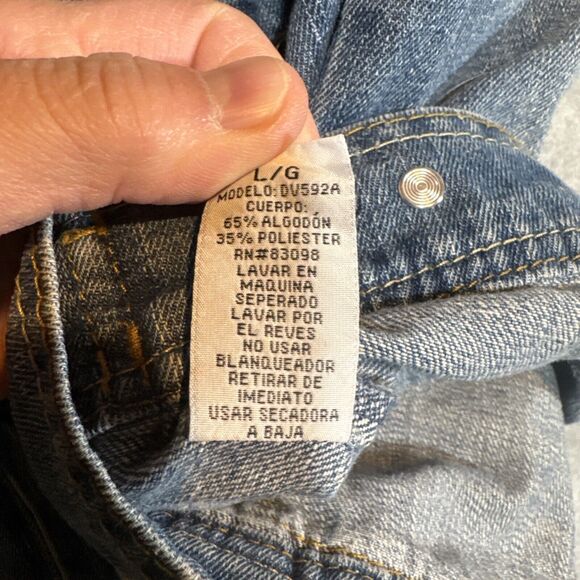 L/G
MODELO:DV592A
CUERPO:
65% ALGODÓN
35% POLIESTER
RN#83098
LAVAR EN
MAQUINA
SEPERADO
LAVAR POR
EL REVES
NO USAR
BLANQUEADOR
RETIRAR DE
IMEDIATO
USAR SECADORA
A BAJA